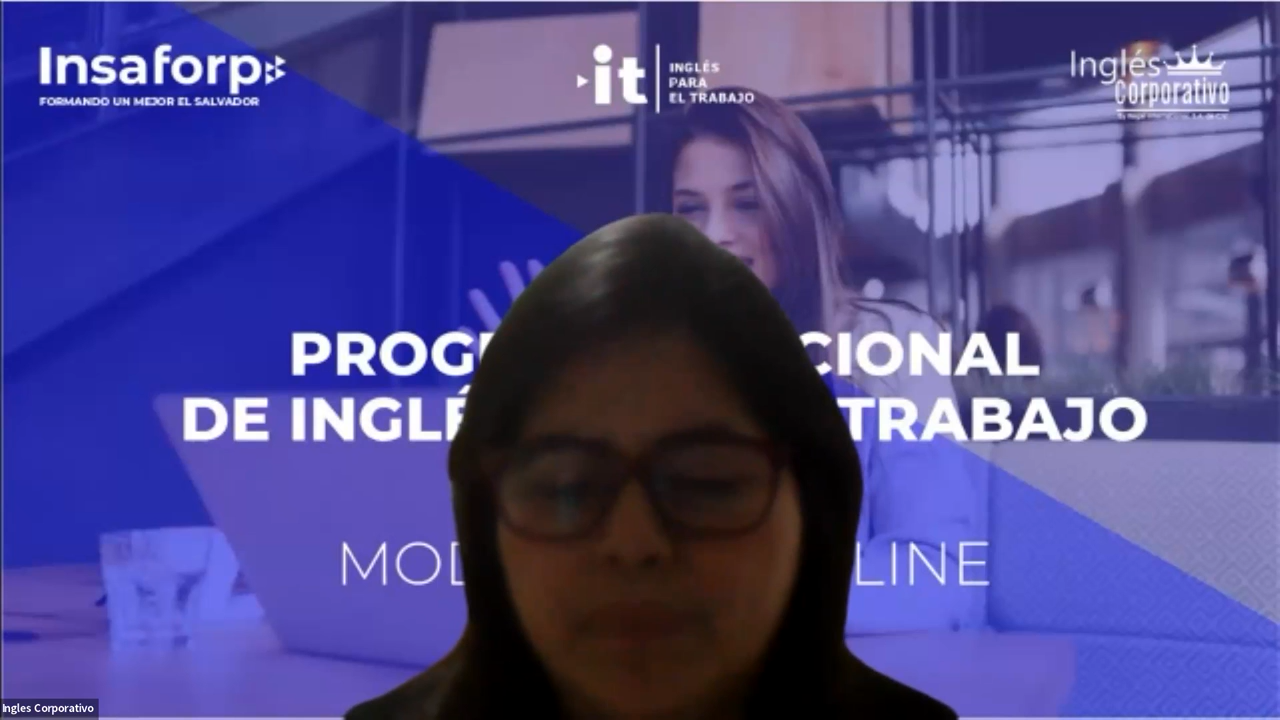 Insaforp
FORMANDO UN MEJOR EL SALVADOR
it
INGLÉS
PARA
EL TRABAJO
Inglés
corporativo
PROG CIONAL
DE INGLÉ TRABAJO
MOD LINE
Ingles Corporativo